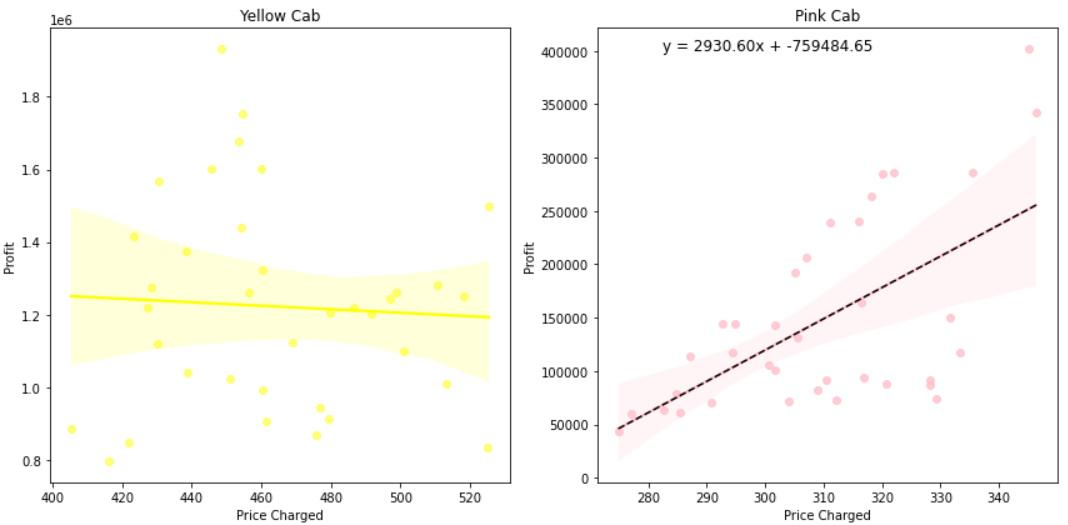 Yellow Cab
1e6
1.8
1.6
1.4
1.2
1.0
0.8
Profit
400 420 440 460 480 500 520
Price Charged
Pink Cab
y = 2930.60x + -759484.65
400000
350000
300000
250000
200000
150000
100000
50000
0
Profit
280 290 300 310 320 330 340
Price Charged